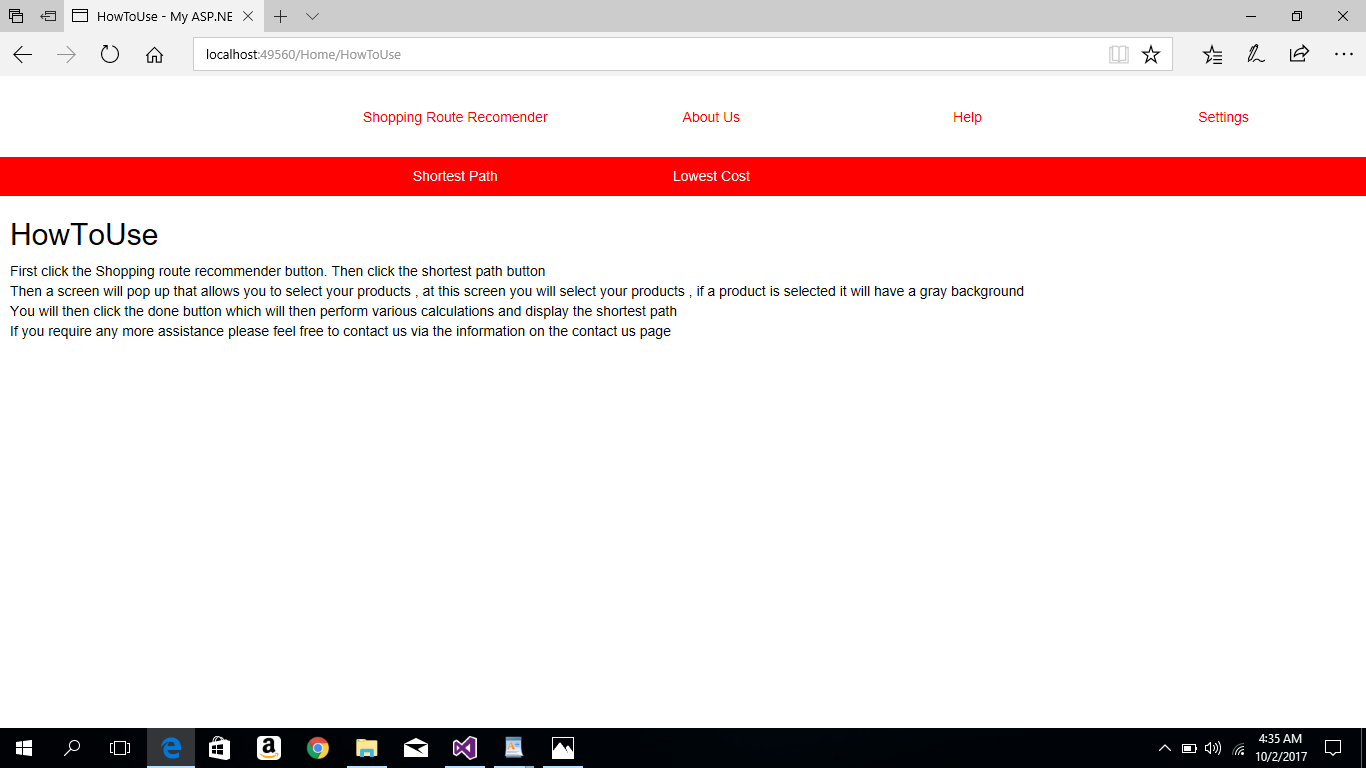 HowToUse - My ASP.NE
localhost:49560/Home/HowToUse
Shopping Route Recomender About Us Help Settings
Shortest Path Lowest Cost
HowToUse
First click the Shopping route recommender button. Then click the shortest path button
Then a screen will pop up that allows you to select your products , at this screen you will select your products , if a product is selected it will have a gray background
You will then click the done button which will then perform various calculations and display the shortest path
If you require any more assistance please feel free to contact us via the information on the contact us page
4:35 AM
10/2/2017